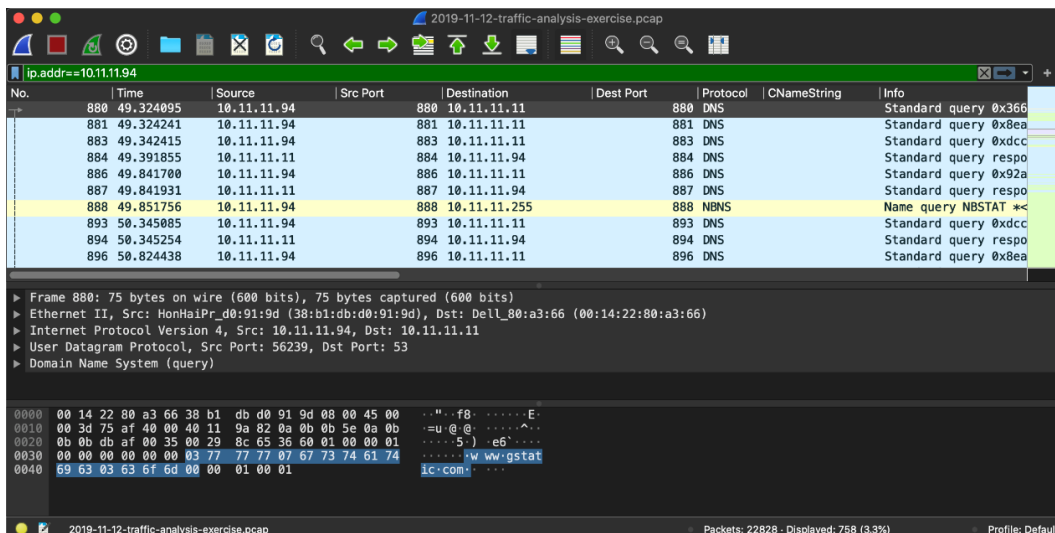 2019-11-12-traffic-analysis-exercise.pcap
ip.addr==10.11.11.94
No. Time Source Src Port Destination Dest Port Protocol CNameString Info
880 49.324095 10.11.11.94 880 10.11.11.11 880 DNS Standard query 0x366
881 49.324241 10.11.11.94 881 10.11.11.11 881 DNS Standard query 0x8ea
883 49.342415 10.11.11.94 883 10.11.11.11 883 DNS Standard query 0xdcc
884 49.391855 10.11.11.11 884 10.11.11.94 884 DNS Standard query respo
886 49.841700 10.11.11.94 886 10.11.11.11 886 DNS Standard query 0x92a
887 49.841931 10.11.11.11 887 10.11.11.94 887 DNS Standard query respo
888 49.851756 10.11.11.94 888 10.11.11.255 888 NBNS Name query NBSTAT *<
893 50.345085 10.11.11.94 893 10.11.11.11 893 DNS Standard query 0xdcc
894 50.345254 10.11.11.11 894 10.11.11.94 894 DNS Standard query respo
896 50.824438 10.11.11.94 896 10.11.11.11 896 DNS Standard query 0x8ea
Frame 880: 75 bytes on wire (600 bits), 75 bytes captured (600 bits)
Ethernet II, Src: HonHaiPr_d0:91:9d (38:b1:db:d0:91:9d), Dst: Dell_80:a3:66 (00:14:22:80:a3:66)
Internet Protocol Version 4, Src: 10.11.11.94, Dst: 10.11.11.11
User Datagram Protocol, Src Port: 56239, Dst Port: 53
Domain Name System (query)
0000 00 14 22 80 a3 66 38 b1 db d0 91 9d 08 00 45 00 ··"··f8· ······E·
0010 00 3d 75 af 40 00 40 11 9a 82 0a 0b 0b 5e 0a 0b ·=u·@·@· ·····^··
0020 0b 0b db af 00 35 00 29 8c 65 36 60 01 00 00 01 ·····5·) ·e6`····
0030 00 00 00 00 00 00 03 77 77 77 07 67 73 74 61 74 ·······w ww·gstat
0040 69 63 03 63 6f 6d 00 00 01 00 01 ic·com·· ···
2019-11-12-traffic-analysis-exercise.pcap Packets: 22828 · Displayed: 758 (3.3%) Profile: Defaul